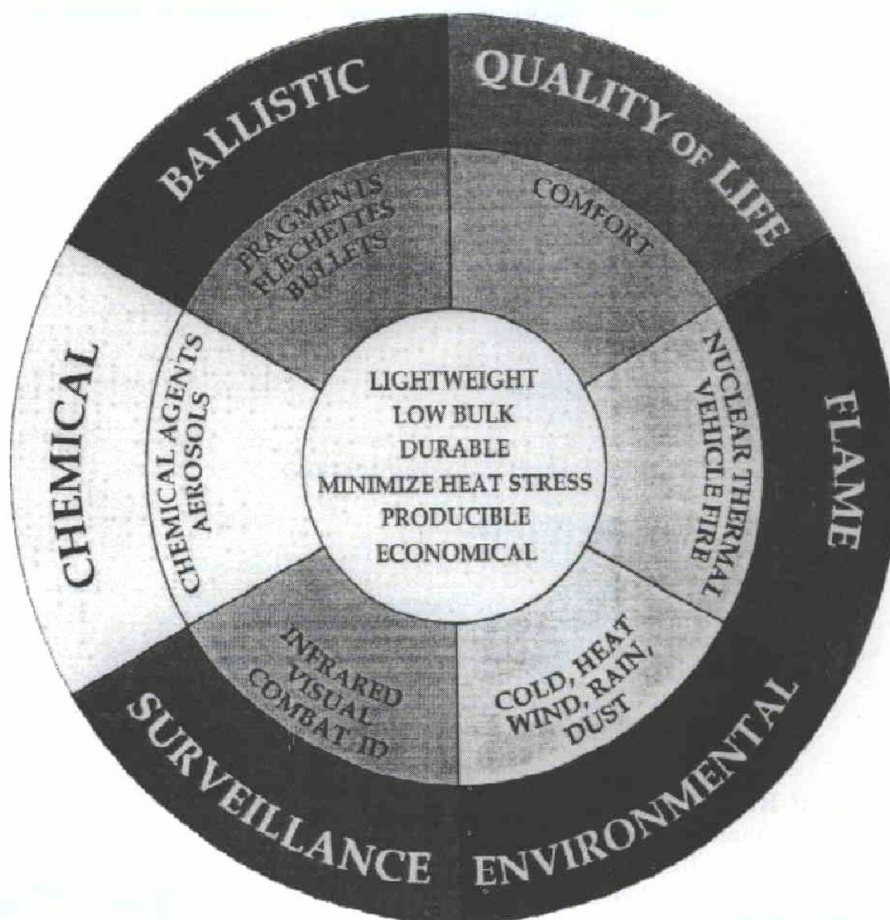 BALLISTIC
PRAGMENTS
FLECHETTES
BULLETS
QUALITY OF LIFE
COMFORT
FLAME
NUCLEAR THERMAL
VEHICLE FIRE
ENVIRONMENTAL
COLD, HEAT
WIND, RAIN,
DUST
SURVEILLANCE
INFRARED
VISUAL
COMBAT ID
CHEMICAL
CHEMICAL AGENTS
AEROSOLS
LIGHTWEIGHT
LOW BULK
DURABLE
MINIMIZE HEAT STRESS
PRODUCIBLE
ECONOMICAL